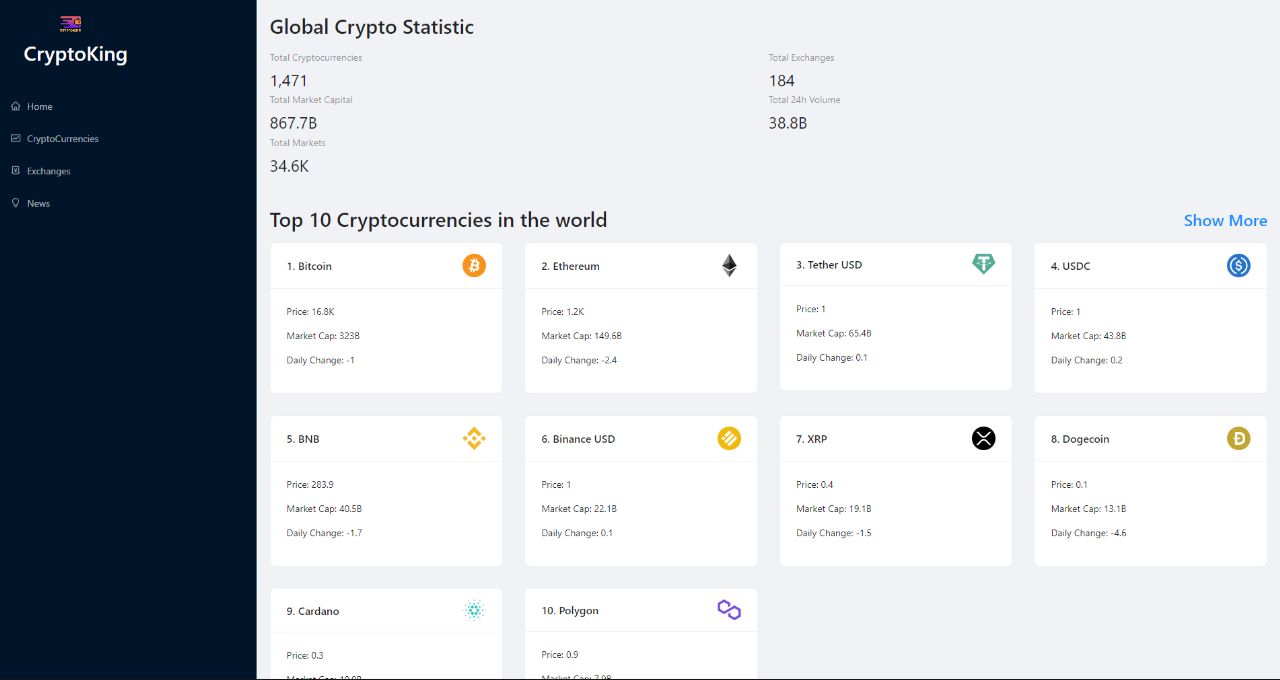 CryptoKing
Home
CryptoCurrencies
Exchanges
News
Global Crypto Statistic
Total Cryptocurrencies
1,471
Total Exchanges
184
Total Market Capital
867.7B
Total 24h Volume
38.8B
Total Markets
34.6K
Top 10 Cryptocurrencies in the world
Show More
1. Bitcoin
Price: 16.8K
Market Cap: 323B
Daily Change: -1
2. Ethereum
Price: 1.2K
Market Cap: 149.6B
Daily Change: -2.4
3. Tether USD
Price: 1
Market Cap: 65.4B
Daily Change: 0.1
4. USDC
Price: 1
Market Cap: 43.8B
Daily Change: 0.2
5. BNB
Price: 283.9
Market Cap: 40.5B
Daily Change: -1.7
6. Binance USD
Price: 1
Market Cap: 22.1B
Daily Change: 0.1
7. XRP
Price: 0.4
Market Cap: 19.1B
Daily Change: -1.5
8. Dogecoin
Price: 0.1
Market Cap: 13.1B
Daily Change: -4.6
9. Cardano
Price: 0.3
Market Cap:
10. Polygon
Price: 0.9
Market Cap: 7.9B